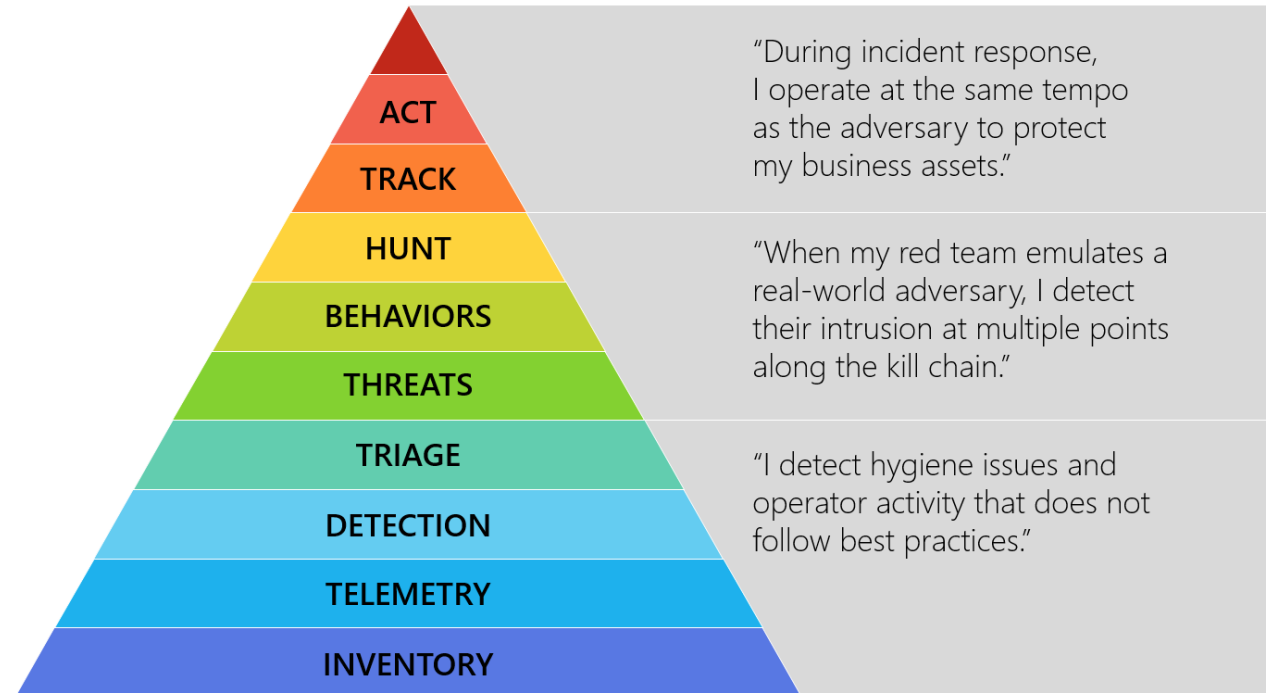 ACT
TRACK
HUNT
BEHAVIORS
THREATS
TRIAGE
DETECTION
TELEMETRY
INVENTORY
“During incident response,
I operate at the same tempo
as the adversary to protect
my business assets.”
“When my red team emulates a
real-world adversary, I detect
their intrusion at multiple points
along the kill chain.”
“I detect hygiene issues and
operator activity that does not
follow best practices.”